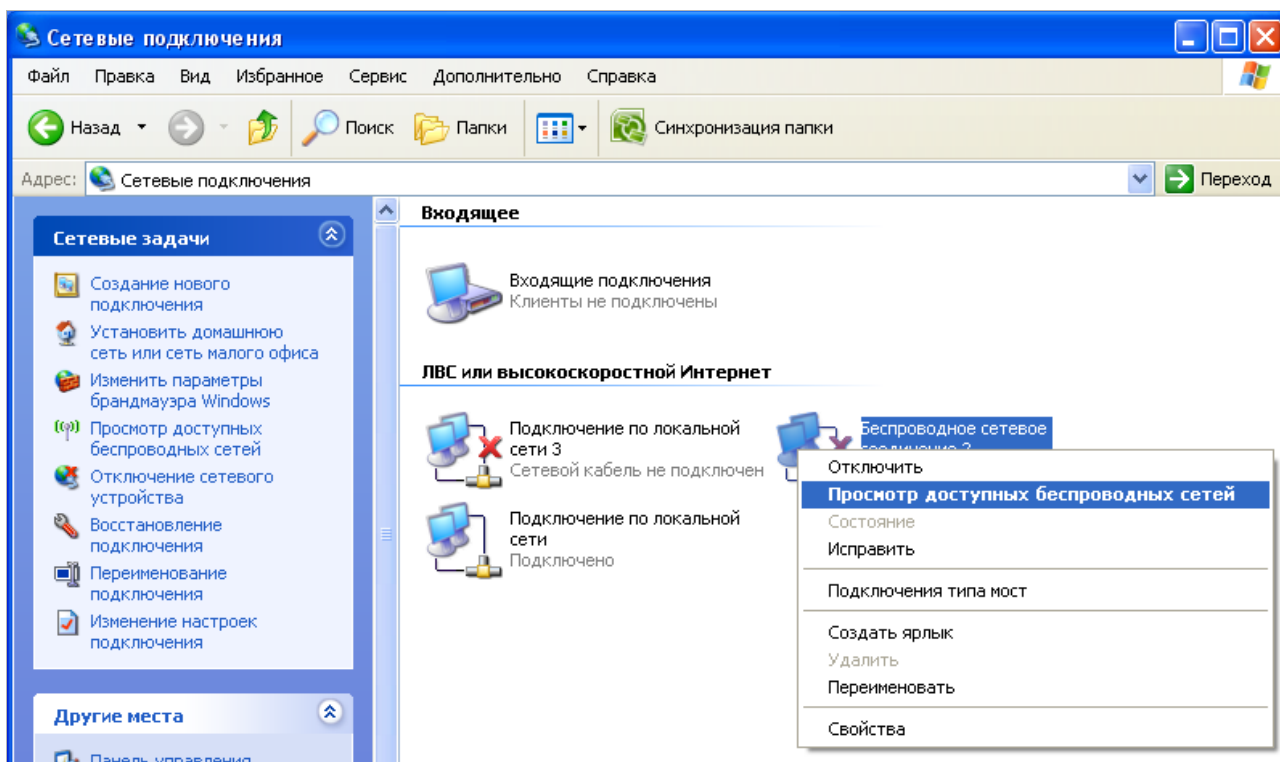 Сетевые подключения
Файл Правка Вид Избранное Сервис Дополнительно Справка
Назад Поиск Папки Синхронизация папки
Адрес: Сетевые подключения Переход
Сетевые задачи
Создание нового
подключения
Установить домашнюю
сеть или сеть малого офиса
Изменить параметры
брандмауэра Windows
Просмотр доступных
беспроводных сетей
Отключение сетевого
устройства
Восстановление
подключения
Переименование
подключения
Изменение настроек
подключения
Другие места
Панель управления
Входящее
Входящие подключения
Клиенты не подключены
ЛВС или высокоскоростной Интернет
Подключение по локальной
сети 3
Сетевой кабель не подключен
Беспроводное сетевое
соединение 2
Подключение по локальной
сети
Подключено
Отключить
Просмотр доступных беспроводных сетей
Состояние
Исправить
Подключения типа мост
Создать ярлык
Удалить
Переименовать
Свойства